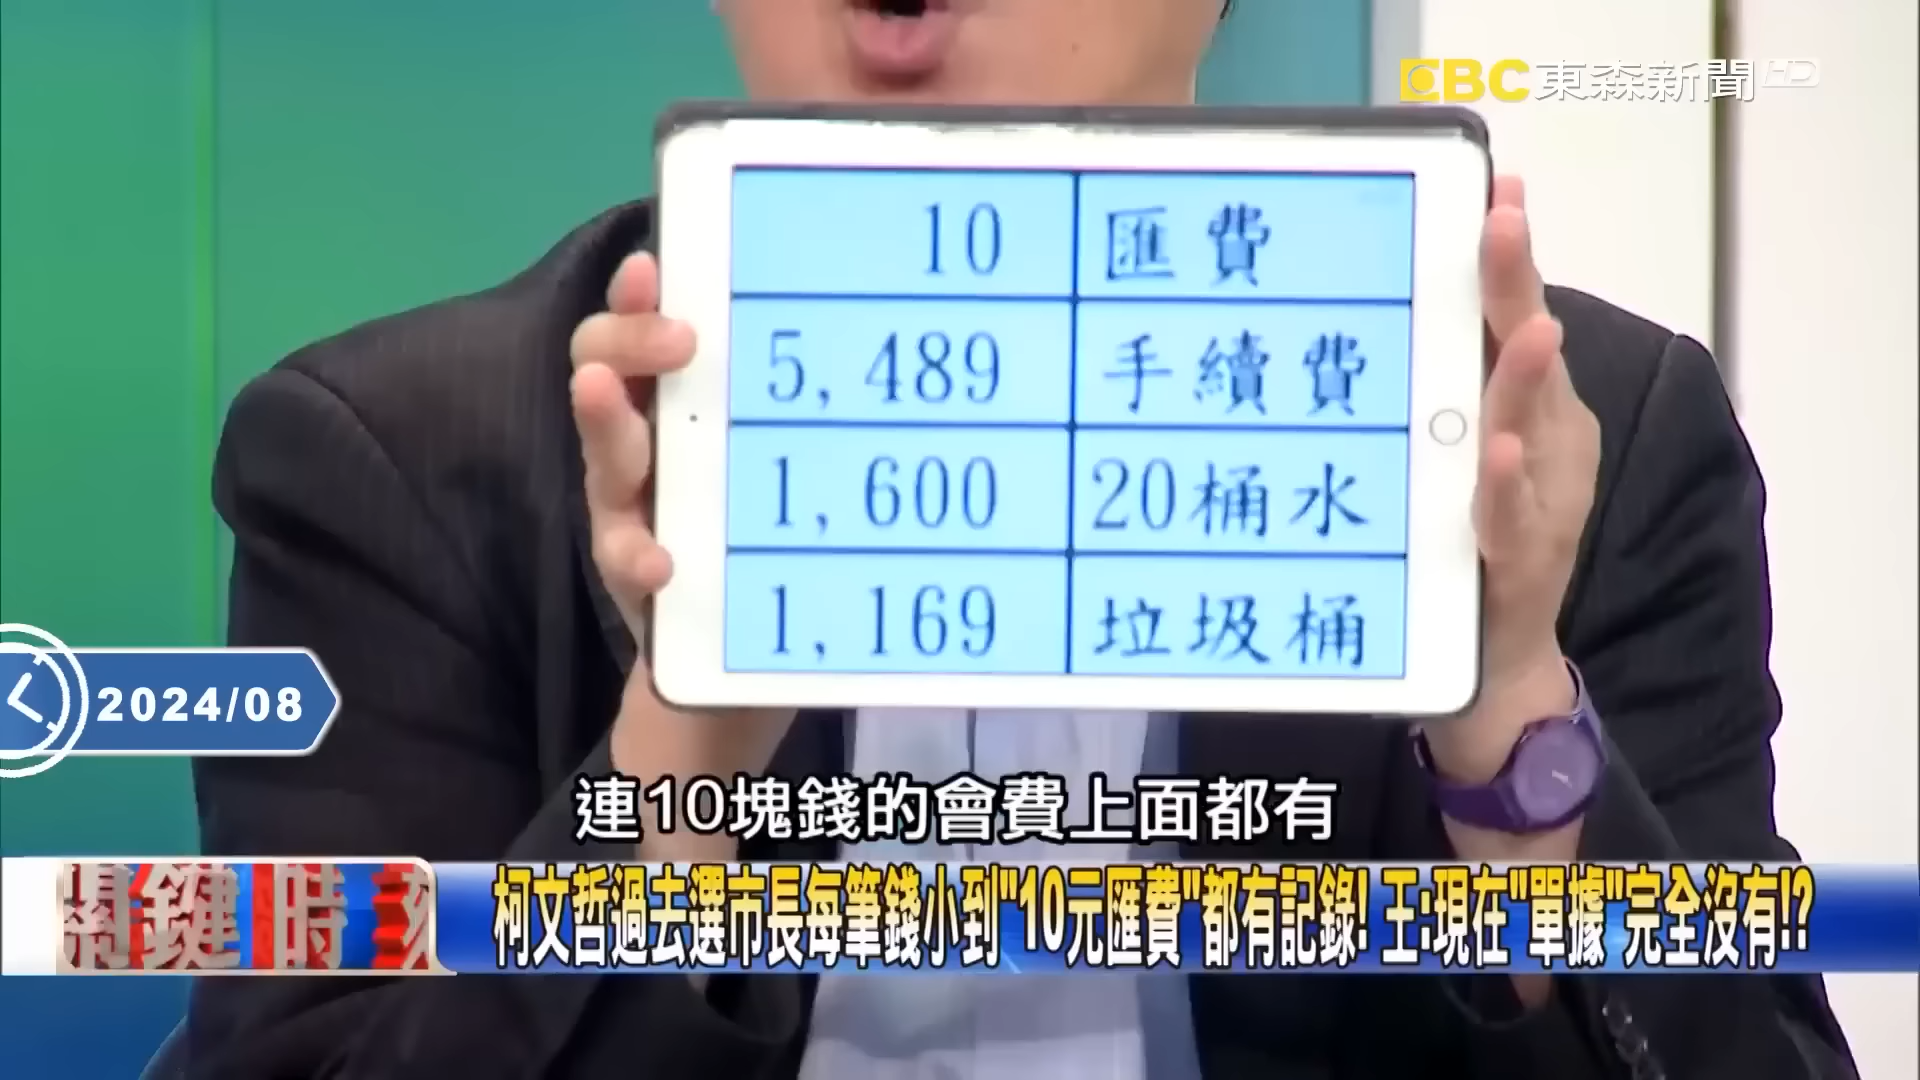 EBC東森新聞HD
10 匯費
5,489 手續費
1,600 20桶水
1,169 垃圾桶
2024/08
連10塊錢的會費上面都有
關鍵時刻
柯文哲過去選市長每筆錢小到"10元匯費"都有記錄! 王:現在"單據"完全沒有!?